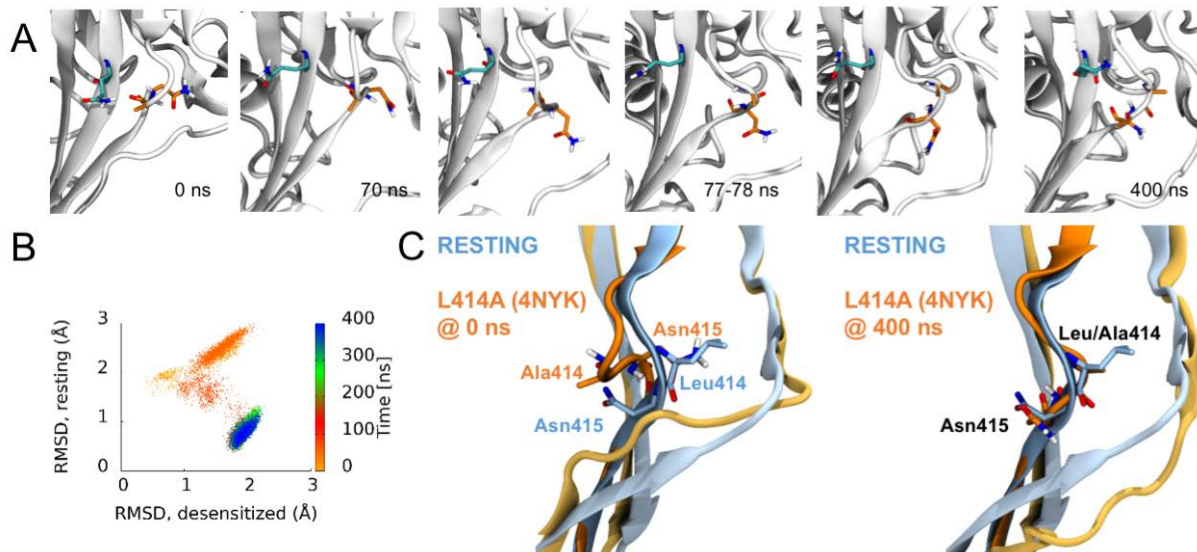 A
0 ns
70 ns
77-78 ns
400 ns
B
3
2
1
0
RMSD, resting (Å)
0 1 2 3
RMSD, desensitized (Å)
400
300
200
100
0
Time [ns]
C
RESTING
L414A (4NYK)
@ 0 ns
Asn415
Ala414
Leu414
Asn415
RESTING
L414A (4NYK)
@ 400 ns
Leu/Ala414
Asn415